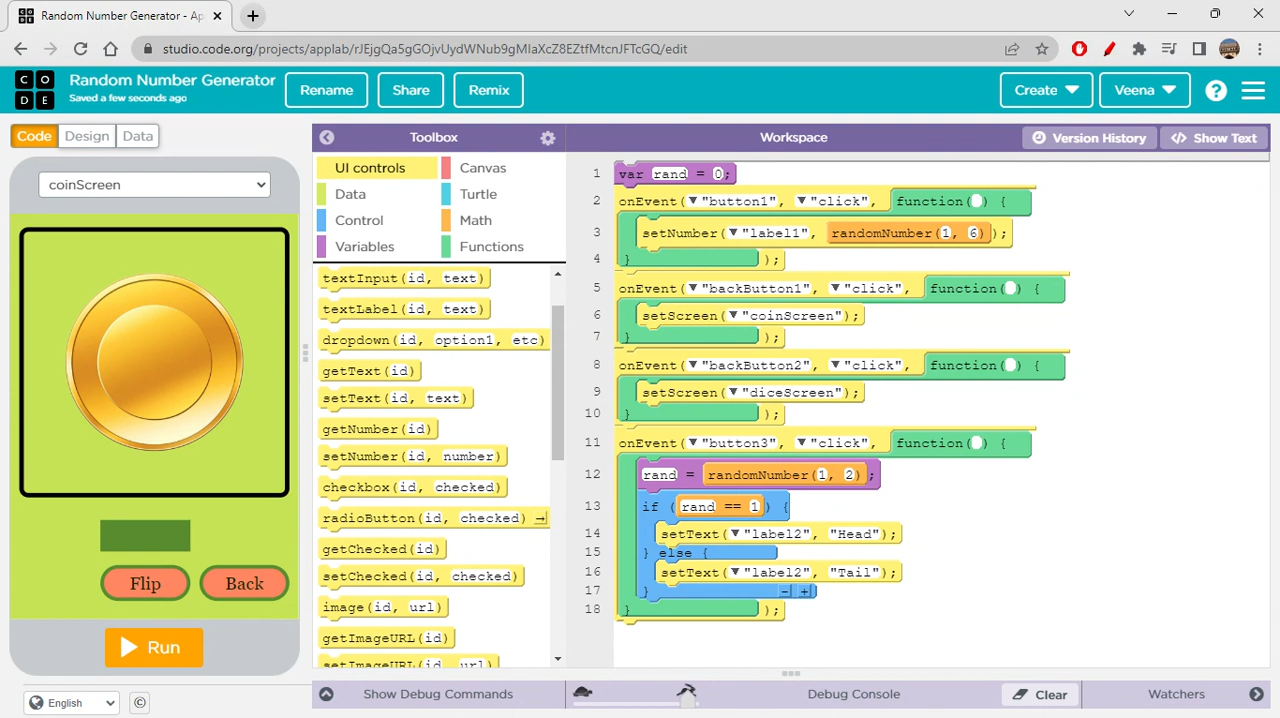 Random Number Generator - Ap
studio.code.org/projects/applab/rJEjgQa5gGOjvUydWNub9gMIaXcZ8EZtfMtcnJFTcGQ/edit
C O
D E
Random Number Generator
Saved a few seconds ago
Rename
Share
Remix
Create
Veena
?
Code
Design
Data
Toolbox
Workspace
Version History
</> Show Text
coinScreen
UI controls
Canvas
Data
Turtle
Control
Math
Variables
Functions
textInput(id, text)
textLabel(id, text)
dropdown(id, option1, etc)
getText(id)
setText(id, text)
getNumber(id)
setNumber(id, number)
checkbox(id, checked)
radioButton(id, checked)
getChecked(id)
setChecked(id, checked)
image(id, url)
getImageURL(id)
setImageURL(id, url)
1 var rand = 0;
2 onEvent("button1", "click", function() {
3 setNumber("label1", randomNumber(1, 6));
4 } );
5 onEvent("backButton1", "click", function() {
6 setScreen("coinScreen");
7 } );
8 onEvent("backButton2", "click", function() {
9 setScreen("diceScreen");
10 } );
11 onEvent("button3", "click", function() {
12 rand = randomNumber(1, 2);
13 if (rand == 1) {
14 setText("label2", "Head");
15 } else {
16 setText("label2", "Tail");
17 } - +
18 } );
Flip
Back
Run
English
©
Show Debug Commands
Debug Console
Clear
Watchers